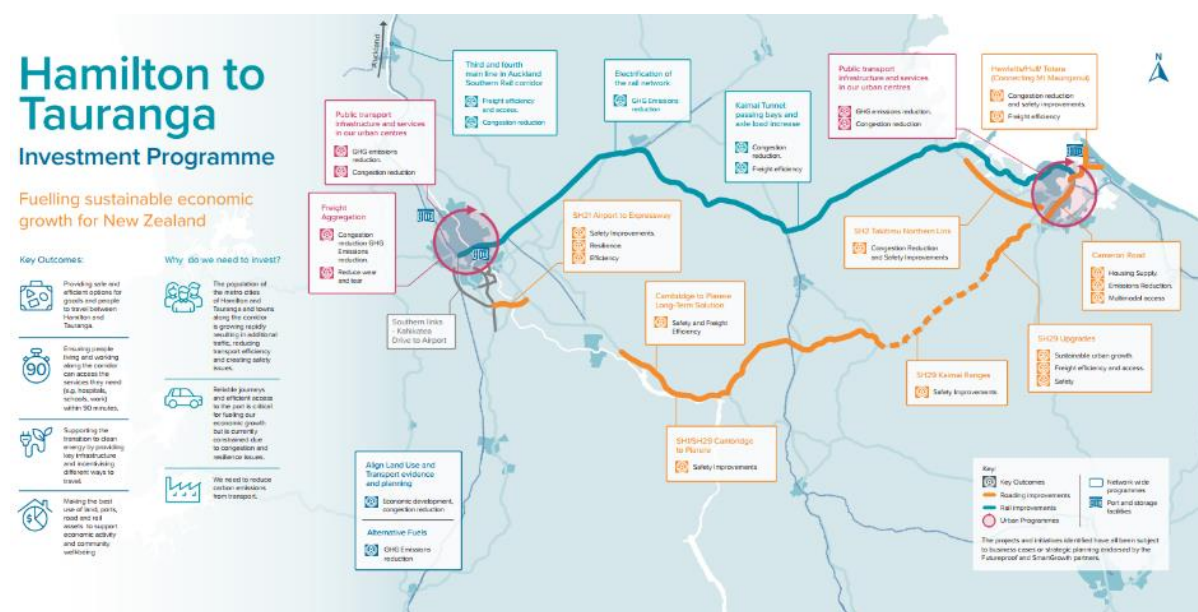 Hamilton to
Tauranga
Investment Programme
Fuelling sustainable economic
growth for New Zealand
Key Outcomes:
Providing safe and
efficient options for
goods and people
to travel between
Hamilton and
Tauranga.
90
Ensuring people
living and working
along the corridor
can access the
services they need
(e.g. hospitals,
schools, work)
within 90 minutes.
Supporting the
transition to clean
energy by providing
key infrastructure
and incentivising
different ways to
travel.
Making the best
use of land, ports,
road and rail
assets to support
economic activity
and community
wellbeing
Why do we need to invest?
The population of
the metro cities
of Hamilton and
Tauranga and towns
along the corridor
is growing rapidly
resulting in additional
traffic, reducing
transport efficiency
and creating safety
issues.
Reliable journeys
and efficient access
to the port is critical
for fueling our
economic growth
but is currently
constrained due
to congestion and
resilience issues.
We need to reduce
carbon emissions
from transport.
Auckland
Third and fourth
main line in Auckland
Southern Rail corridor
Freight efficiency
and access.
Congestion reduction
Public transport
infrastructure and services
in our urban centres
GHG emissions
reduction.
Congestion reduction
Freight
Aggregation
Congestion
reduction GHG
Emissions
reduction
Reduce wear
and tear
Electrification of
the rail network
GHG Emissions
reduction
Kaimai Tunnel
passing bays and
axle load increase
Congestion
reduction.
Freight efficiency
Public transport
infrastructure and services
in our urban centres
GHG emissions reduction.
Congestion reduction
Hewletts/Hull/ Totara
(Connecting Mt Maunganui)
Congestion reduction
and safety improvements.
Freight efficiency
N
SH21 Airport to Expressway
Safety Improvements
Resilience
Efficiency
SH2 Takitimu Northern Link
Congestion Reduction
and Safety Improvements
Cameron Road
Housing Supply.
Emissions Reduction.
Multimodal access
Southern links
- Kahikatea
Drive to Airport
Cambridge to Piarere
Long-Term Solution
Safety and Freight
Efficiency
SH29 Kaimai Ranges
Safety Improvements
SH29 Upgrades
Sustainable urban growth.
Freight efficiency and access.
Safety
SH1/SH29 Cambridge
to Piarere
Safety Improvements
Align Land Use and
Transport evidence
and planning
Economic development,
congestion reduction
Alternative Fuels
GHG Emissions
reduction
Key:
Key Outcomes
Roading improvements
Rail improvements
Urban Programmes
Network wide
programmes
Port and storage
facilities
The projects and initiatives identified have all been subject
to business cases or strategic planning endorsed by the
Futureproof and SmartGrowth partners.